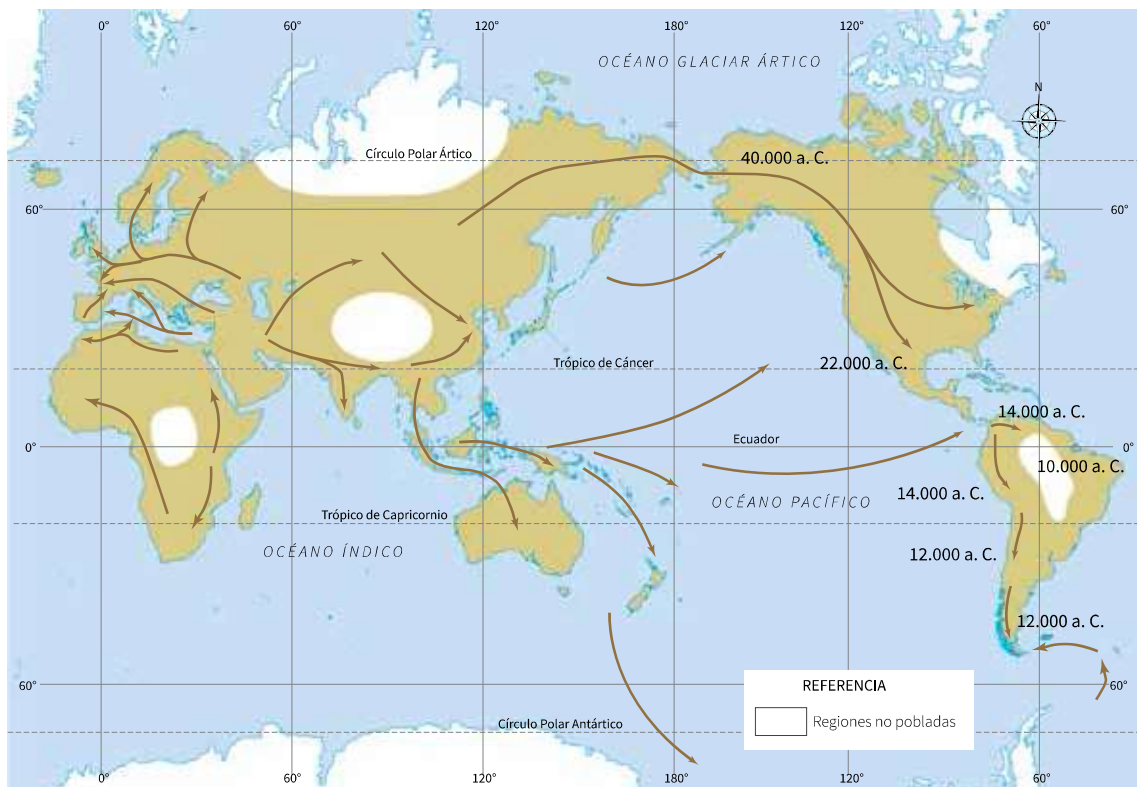 0° 60° 120° 180° 120° 60°
OCÉANO GLACIAR ÁRTICO
N
Círculo Polar Ártico
40.000 a. C.
60° 60°
Trópico de Cáncer
22.000 a. C.
14.000 a. C.
Ecuador
0° 0°
10.000 a. C.
14.000 a. C.
OCÉANO PACÍFICO
Trópico de Capricornio
OCÉANO ÍNDICO
12.000 a. C.
12.000 a. C.
60° 60°
REFERENCIA
Regiones no pobladas
Círculo Polar Antártico
0° 60° 120° 180° 120° 60°